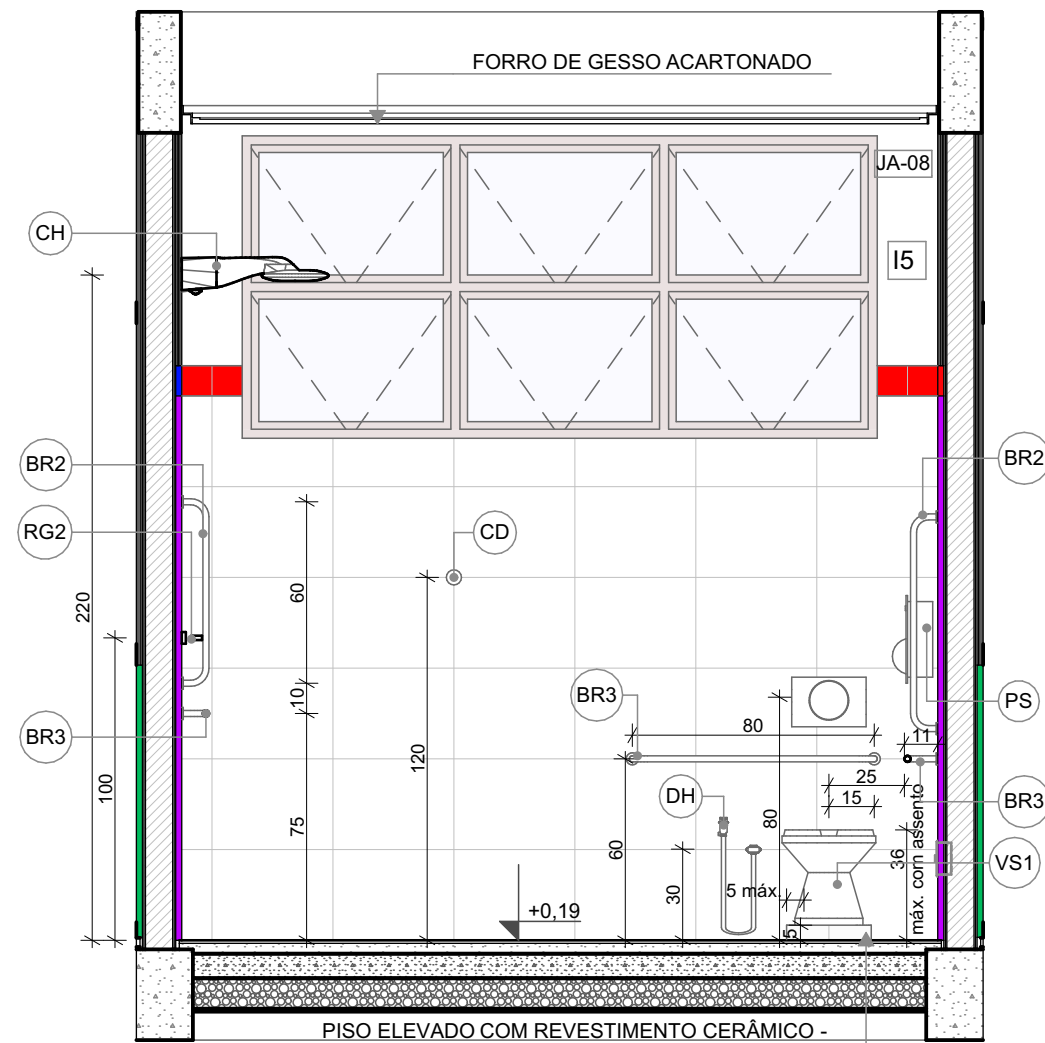 FORRO DE GESSO ACARTONADO
JA-08
CH
I5
BR2
BR2
RG2
CD
220
60
10
BR3
BR3
PS
80
11
120
100
25
DH
15
BR3
75
80
60
36
máx. com assento
VS1
30
5 máx.
+0,19
5
PISO ELEVADO COM REVESTIMENTO CERÂMICO -